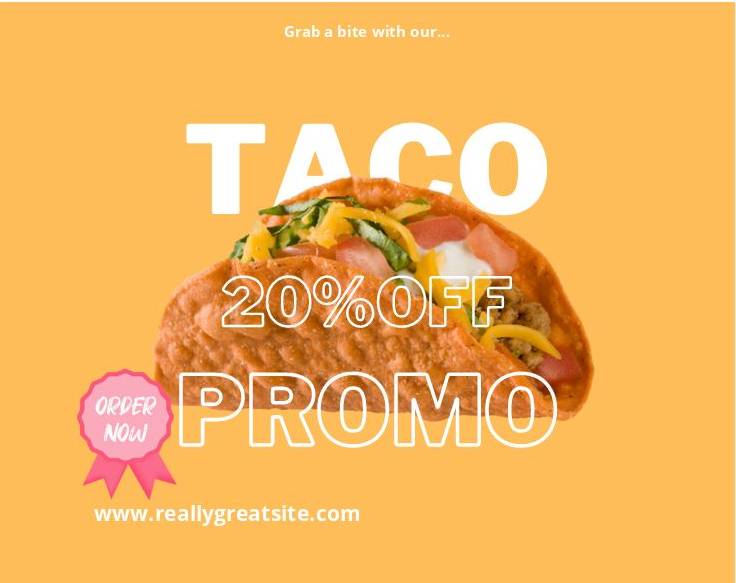 Grab a bite with our...
TACO
20%OFF
PROMO
ORDER
NOW
www.reallygreatsite.com